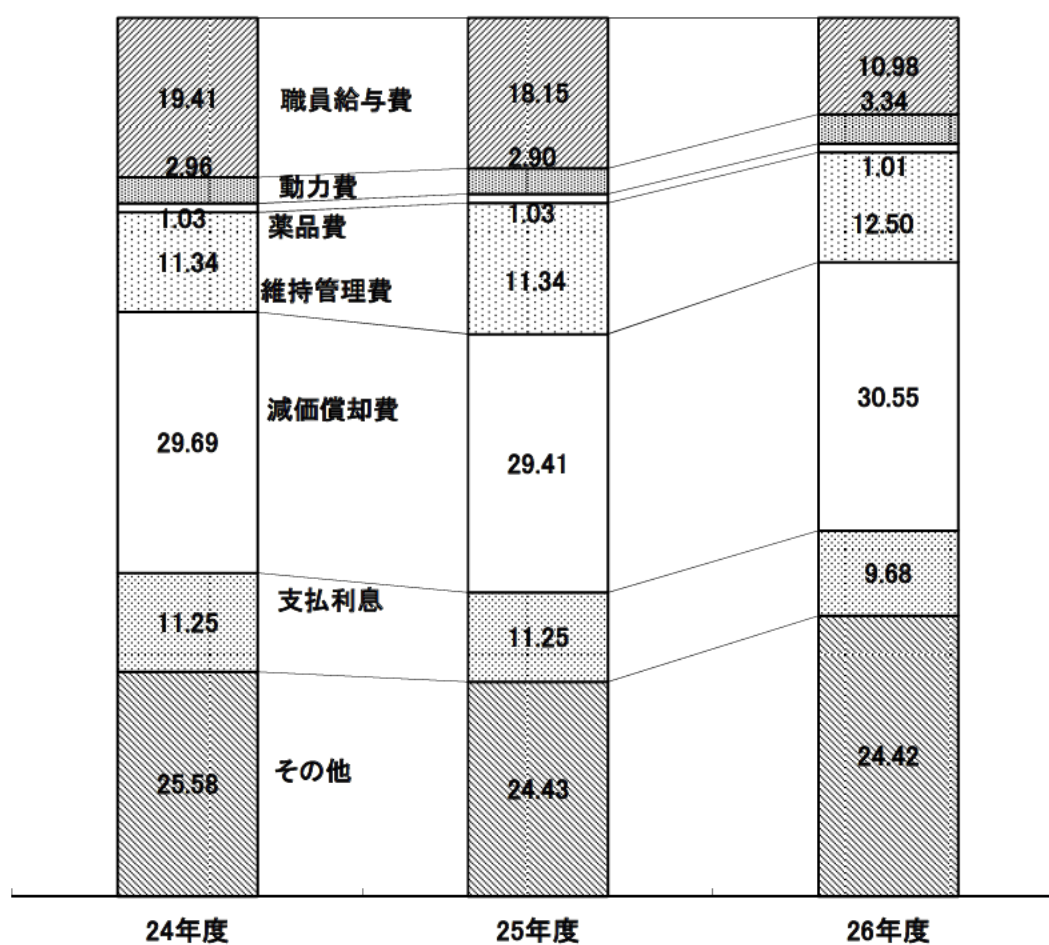 19.41
職員給与費
18.15
10.98
3.34
2.96
動力費
2.90
1.03
薬品費
1.03
1.01
11.34
維持管理費
11.34
12.50
29.69
減価償却費
29.41
30.55
11.25
支払利息
11.25
9.68
25.58
その他
24.43
24.42
24年度
25年度
26年度